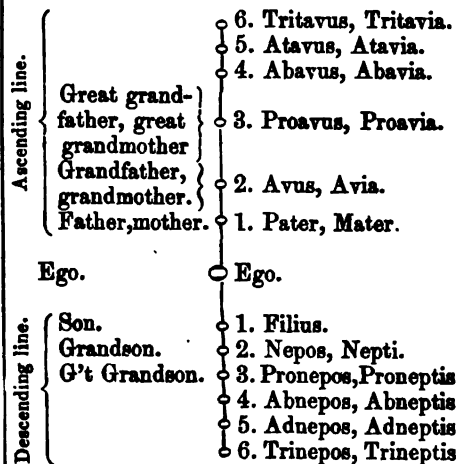 6. Tritavus, Tritavia.
5. Atavus, Atavia.
4. Abavus, Abavia.
Great grand-
father, great
grandmother
3. Proavus, Proavia.
Grandfather,
grandmother.
2. Avus, Avia.
Father,mother.
1. Pater, Mater.
Ascending line.
Ego.
Ego.
Son.
1. Filius.
Grandson.
2. Nepos, Nepti.
G't Grandson.
3. Pronepos,Proneptis
4. Abnepos, Abneptis
5. Adnepos, Adneptis
6. Trinepos, Trineptis
Descending line.